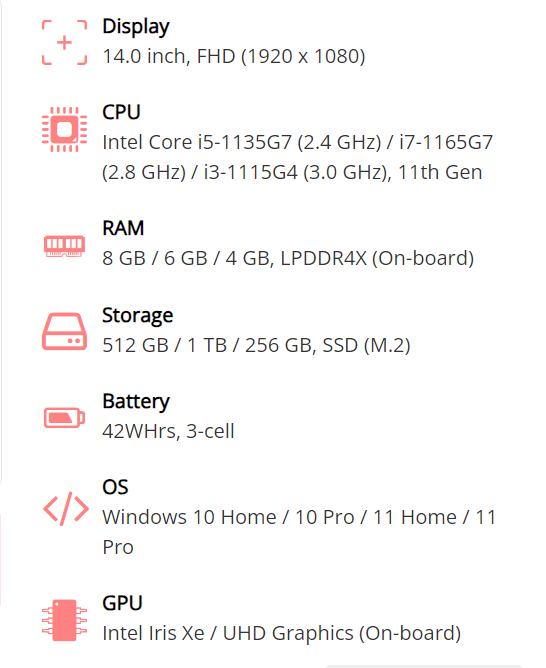 Display
14.0 inch, FHD (1920 x 1080)
CPU
Intel Core i5-1135G7 (2.4 GHz) / i7-1165G7
(2.8 GHz) / i3-1115G4 (3.0 GHz), 11th Gen
RAM
8 GB / 6 GB / 4 GB, LPDDR4X (On-board)
Storage
512 GB / 1 TB / 256 GB, SSD (M.2)
Battery
42WHrs, 3-cell
OS
Windows 10 Home / 10 Pro / 11 Home / 11
Pro
GPU
Intel Iris Xe / UHD Graphics (On-board)